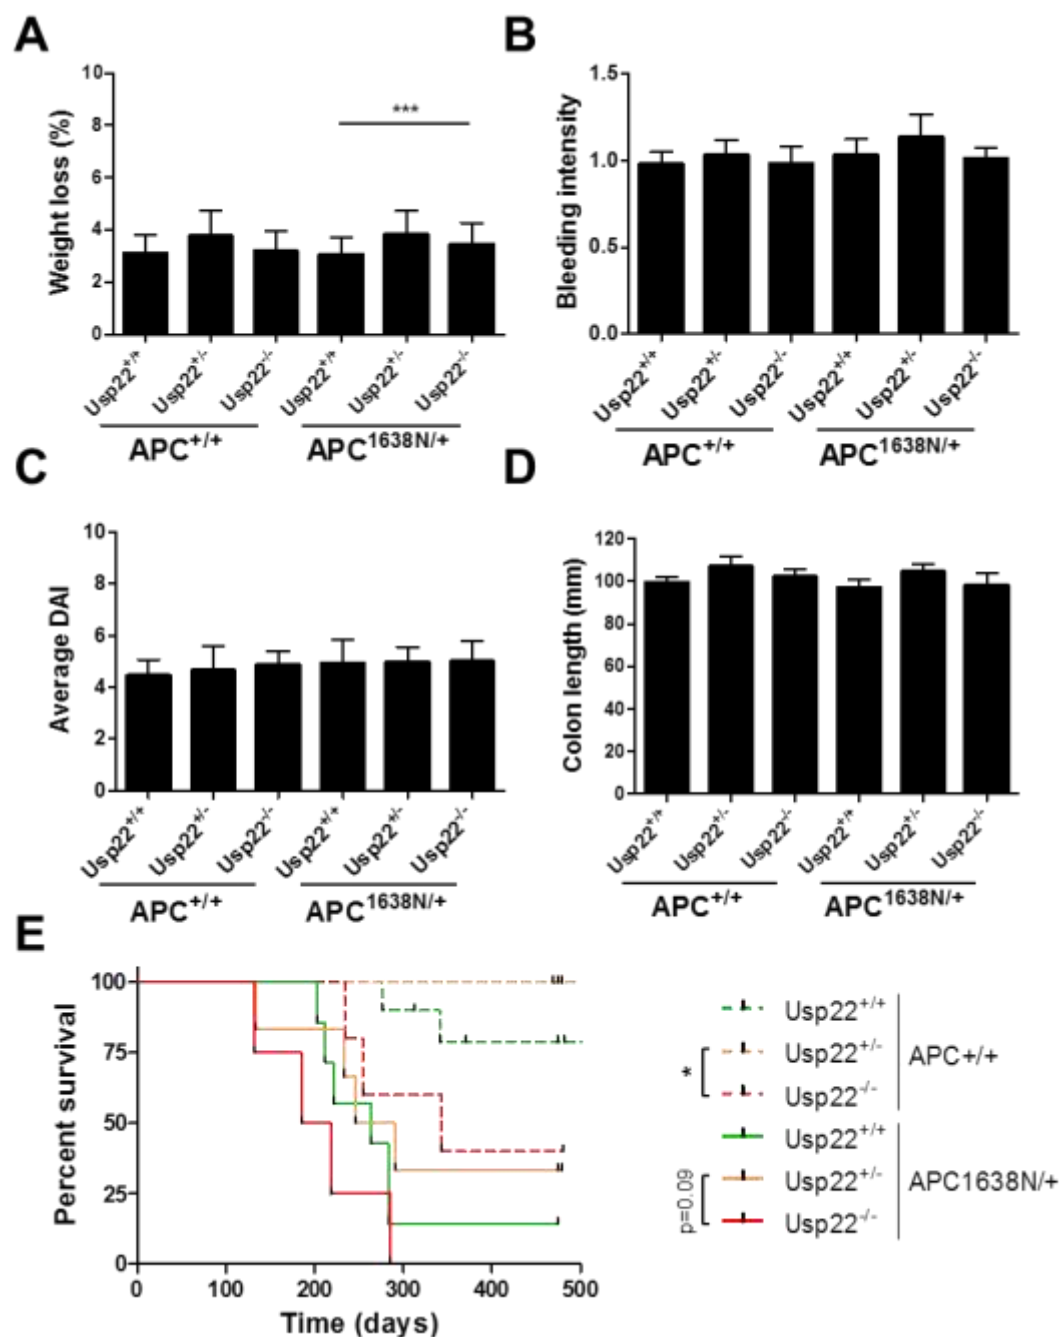 A
Weight loss (%)
10
8
6
4
2
0
***
Usp22+/+
Usp22+/-
Usp22-/-
Usp22+/+
Usp22+/-
Usp22-/-
APC+/+
APC1638N/+
B
Bleeding intensity
1.5
1.0
0.5
0.0
Usp22+/+
Usp22+/-
Usp22-/-
Usp22+/+
Usp22+/-
Usp22-/-
APC+/+
APC1638N/+
C
Average DAI
10
8
6
4
2
0
Usp22+/+
Usp22+/-
Usp22-/-
Usp22+/+
Usp22+/-
Usp22-/-
APC+/+
APC1638N/+
D
Colon length (mm)
120
100
80
60
40
20
0
Usp22+/+
Usp22+/-
Usp22-/-
Usp22+/+
Usp22+/-
Usp22-/-
APC+/+
APC1638N/+
E
Percent survival
100
75
50
25
0
0 100 200 300 400 500
Time (days)
Usp22+/+
Usp22+/-
Usp22-/-
*
APC+/+
Usp22+/+
Usp22+/-
Usp22-/-
p=0.09
APC1638N/+